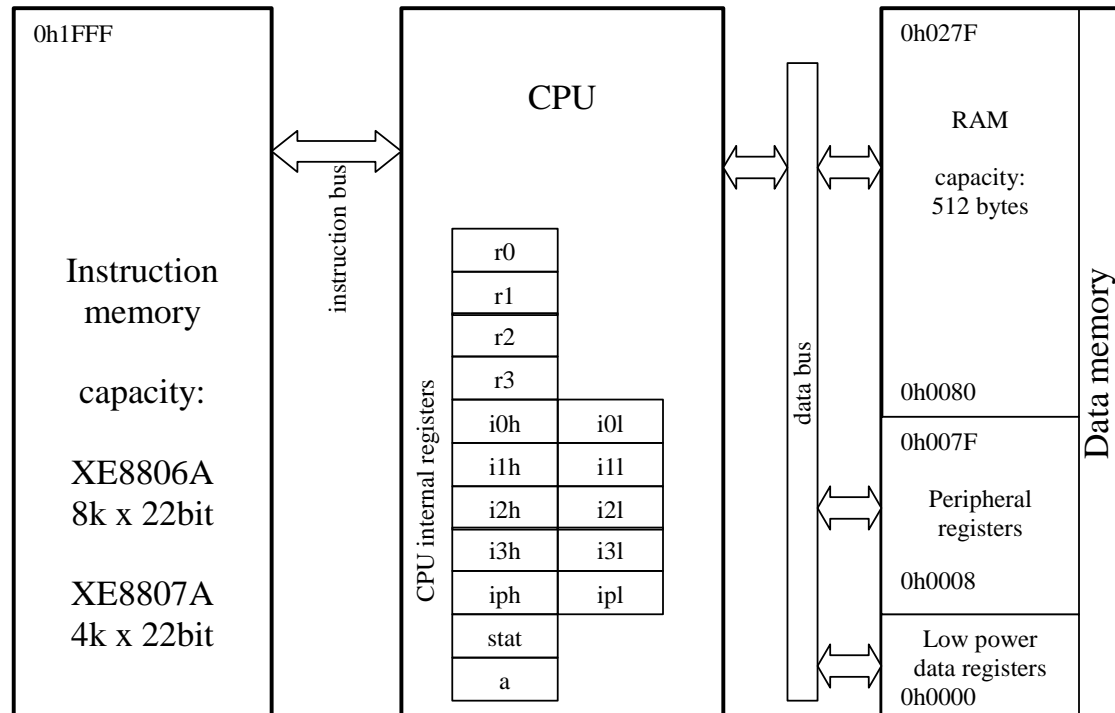 0h1FFF
Instruction
memory
capacity:
XE8806A
8k x 22bit
XE8807A
4k x 22bit
instruction bus
CPU
CPU internal registers
r0
r1
r2
r3
i0h i0l
i1h i1l
i2h i2l
i3h i3l
iph ipl
stat
a
data bus
0h027F
RAM
capacity:
512 bytes
0h0080
0h007F
Peripheral
registers
0h0008
Low power
data registers
0h0000
Data memory